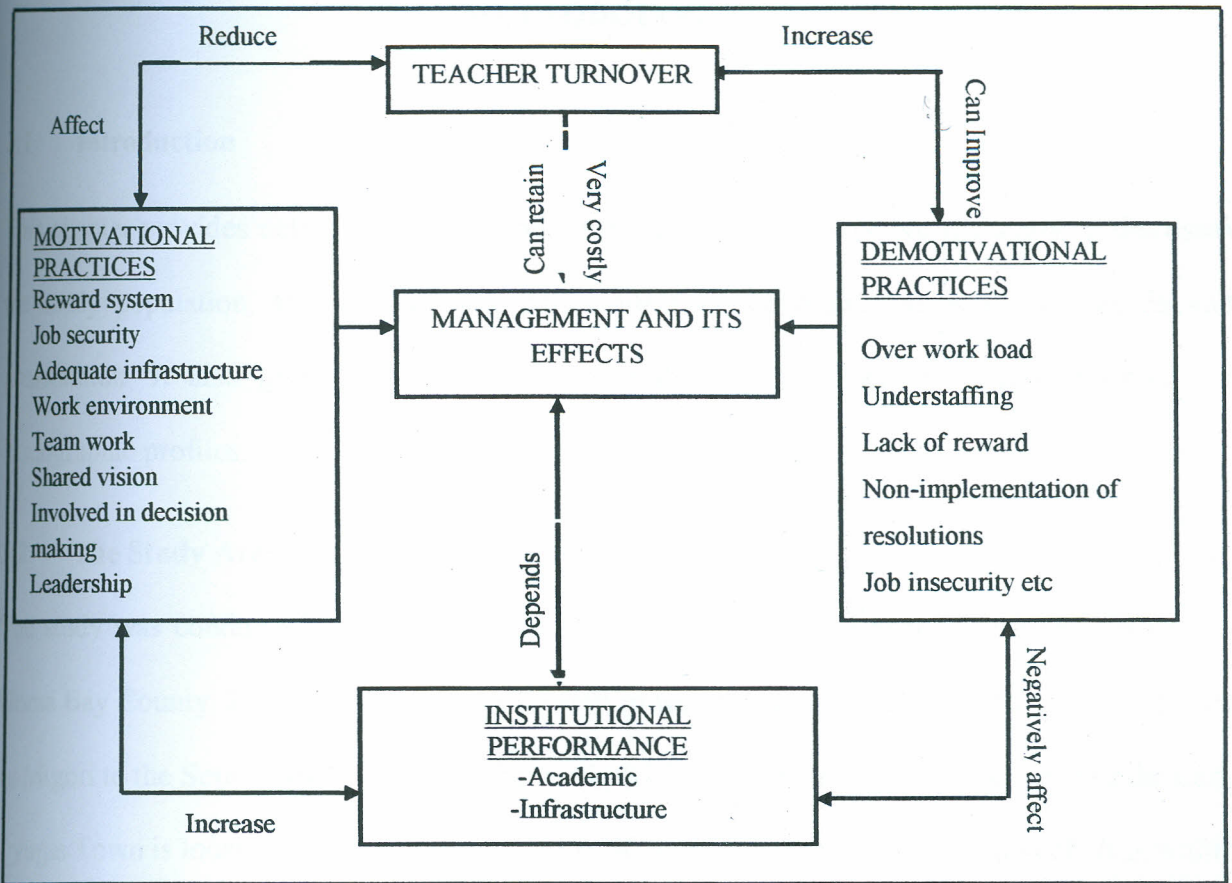 Reduce
Increase
TEACHER TURNOVER
Affect
Can Improve
Can retain
Very costly
MOTIVATIONAL
PRACTICES
Reward system
Job security
Adequate infrastructure
Work environment
Team work
Shared vision
Involved in decision
making
Leadership
MANAGEMENT AND ITS
EFFECTS
DEMOTIVATIONAL
PRACTICES
Over work load
Understaffing
Lack of reward
Non-implementation of
resolutions
Job insecurity etc
Depends
Negatively affect
INSTITUTIONAL
PERFORMANCE
-Academic
-Infrastructure
Increase